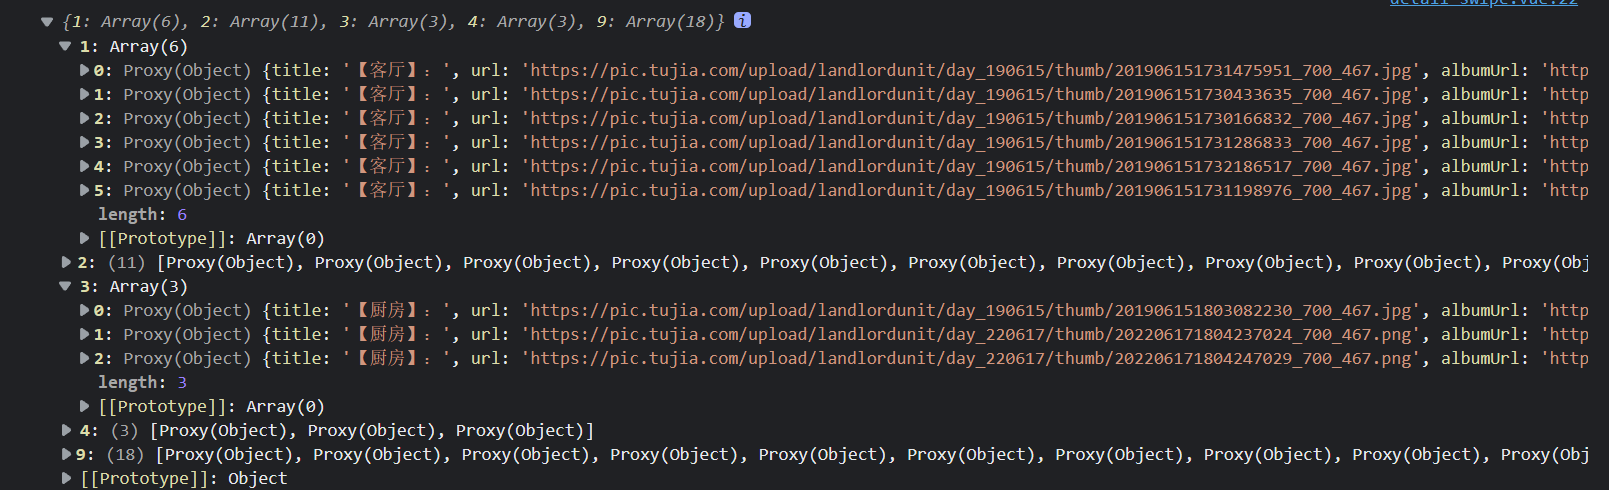 detail-swipe.vue:22
▼ {1: Array(6), 2: Array(11), 3: Array(3), 4: Array(3), 9: Array(18)} i
▼ 1: Array(6)
▶ 0: Proxy(Object) {title: '【客厅】：', url: 'https://pic.tujia.com/upload/landlordunit/day_190615/thumb/201906151731475951_700_467.jpg', albumUrl: 'http
▶ 1: Proxy(Object) {title: '【客厅】：', url: 'https://pic.tujia.com/upload/landlordunit/day_190615/thumb/201906151730433635_700_467.jpg', albumUrl: 'http
▶ 2: Proxy(Object) {title: '【客厅】：', url: 'https://pic.tujia.com/upload/landlordunit/day_190615/thumb/201906151730166832_700_467.jpg', albumUrl: 'http
▶ 3: Proxy(Object) {title: '【客厅】：', url: 'https://pic.tujia.com/upload/landlordunit/day_190615/thumb/201906151731286833_700_467.jpg', albumUrl: 'http
▶ 4: Proxy(Object) {title: '【客厅】：', url: 'https://pic.tujia.com/upload/landlordunit/day_190615/thumb/201906151732186517_700_467.jpg', albumUrl: 'http
▶ 5: Proxy(Object) {title: '【客厅】：', url: 'https://pic.tujia.com/upload/landlordunit/day_190615/thumb/201906151731198976_700_467.jpg', albumUrl: 'http
length: 6
▶ [[Prototype]]: Array(0)
▶ 2: (11) [Proxy(Object), Proxy(Object), Proxy(Object), Proxy(Object), Proxy(Object), Proxy(Object), Proxy(Object), Proxy(Object), Proxy(Object), Proxy(Obj
▼ 3: Array(3)
▶ 0: Proxy(Object) {title: '【厨房】：', url: 'https://pic.tujia.com/upload/landlordunit/day_190615/thumb/201906151803082230_700_467.jpg', albumUrl: 'http
▶ 1: Proxy(Object) {title: '【厨房】：', url: 'https://pic.tujia.com/upload/landlordunit/day_220617/thumb/202206171804237024_700_467.png', albumUrl: 'http
▶ 2: Proxy(Object) {title: '【厨房】：', url: 'https://pic.tujia.com/upload/landlordunit/day_220617/thumb/202206171804247029_700_467.png', albumUrl: 'http
length: 3
▶ [[Prototype]]: Array(0)
▶ 4: (3) [Proxy(Object), Proxy(Object), Proxy(Object)]
▶ 9: (18) [Proxy(Object), Proxy(Object), Proxy(Object), Proxy(Object), Proxy(Object), Proxy(Object), Proxy(Object), Proxy(Object), Proxy(Object), Proxy(Obj
▶ [[Prototype]]: Object